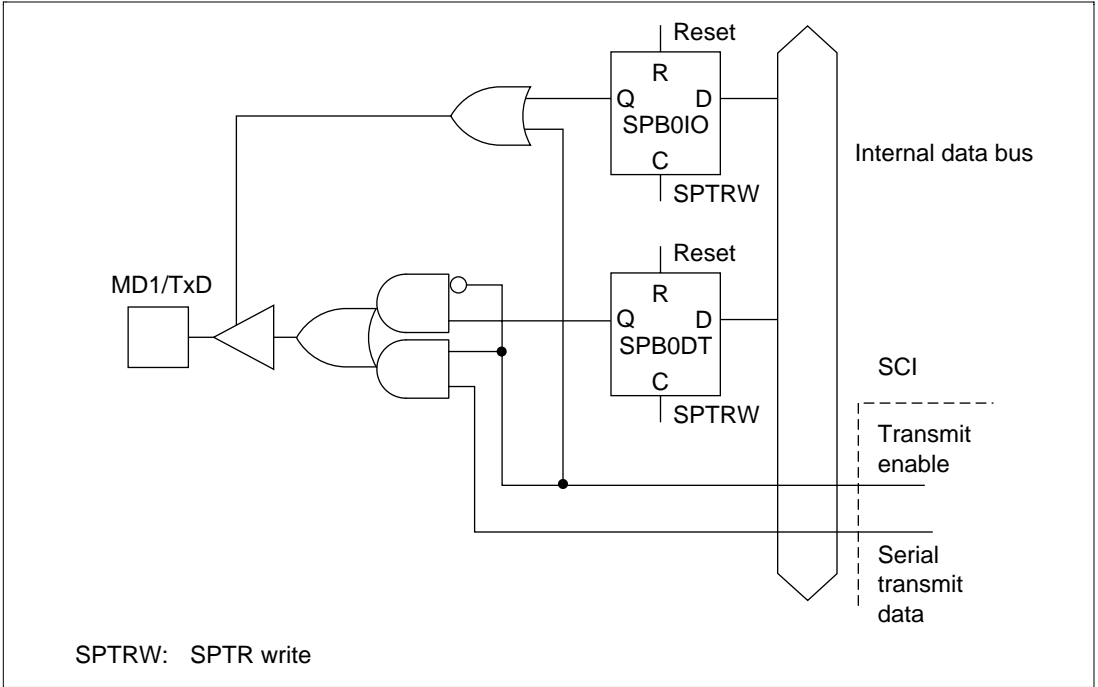 Reset
R
Q D
SPB0IO
C
SPTRW
Internal data bus
Reset
R
Q D
SPB0DT
C
SPTRW
MD1/TxD
SCI
Transmit
enable
Serial
transmit
data
SPTRW: SPTR write